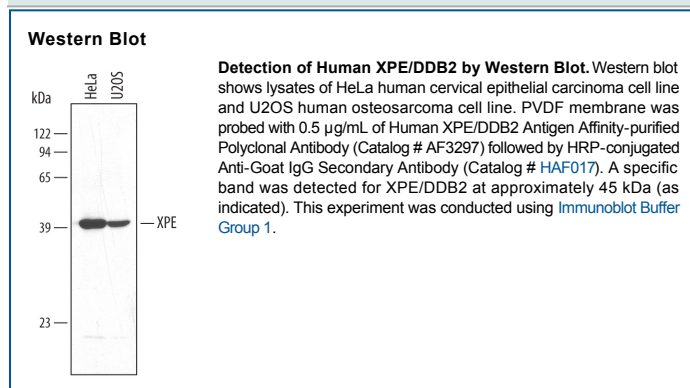 Western Blot
HeLa
U2OS
kDa
122
94
65
39
XPE
23
Detection of Human XPE/DDB2 by Western Blot. Western blot
shows lysates of HeLa human cervical epithelial carcinoma cell line
and U2OS human osteosarcoma cell line. PVDF membrane was
probed with 0.5 µg/mL of Human XPE/DDB2 Antigen Affinity-purified
Polyclonal Antibody (Catalog # AF3297) followed by HRP-conjugated
Anti-Goat IgG Secondary Antibody (Catalog # HAF017). A specific
band was detected for XPE/DDB2 at approximately 45 kDa (as
indicated). This experiment was conducted using Immunoblot Buffer
Group 1.